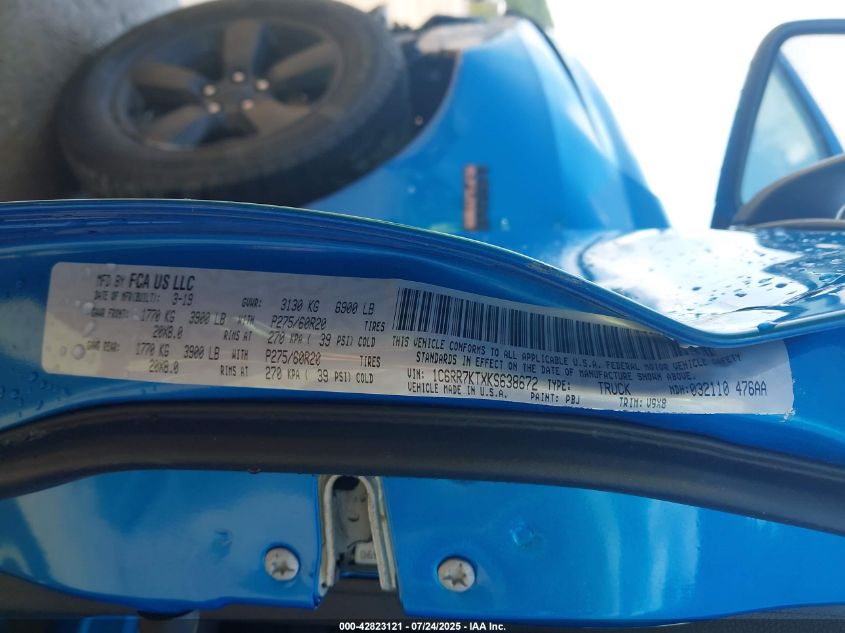 MFD BY FCA US LLC
DATE OF MFR(BUILT): 3-19 GVWR: 3130 KG 6900 LB
GAWR FRONT: 1770 KG 3900 LB WITH P275/60R20 TIRES
20X8.0 RIMS AT 270 KPA ( 39 PSI) COLD
GAWR REAR: 1770 KG 3900 LB WITH P275/60R20 TIRES
20X8.0 RIMS AT 270 KPA ( 39 PSI) COLD
THIS VEHICLE CONFORMS TO ALL APPLICABLE U.S.A. FEDERAL MOTOR VEHICLE SAFETY
STANDARDS IN EFFECT ON THE DATE OF MANUFACTURE SHOWN ABOVE.
VIN: 1C6RR7KTXKS638672 TYPE: TRUCK MDH: 032110 476AA
VEHICLE MADE IN U.S.A. PAINT: PBJ TRIM: V9X8
000-42823121 - 07/24/2025 - IAA Inc.